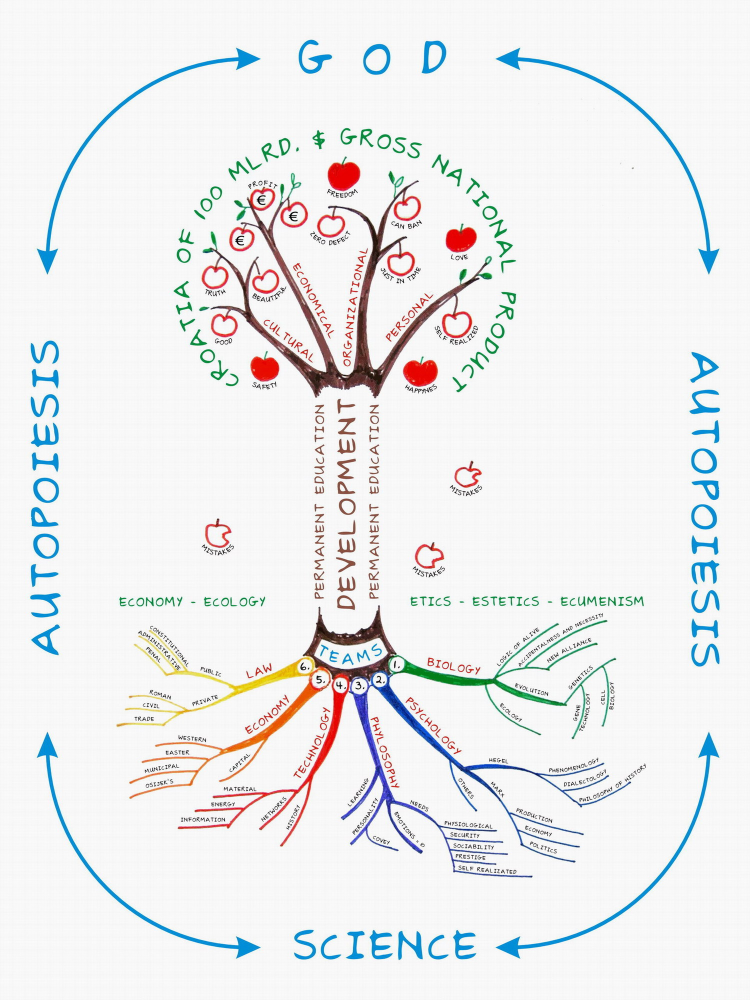 GOD
CROATIA OF 100 MLRD. $ GROSS NATIONAL PRODUCT
PROFIT
€
€
€
FREEDOM
ZERO DEFECT
CAN BAN
LOVE
JUST IN TIME
TRUTH
BEAUTIFUL
GOOD
SELF REALIZED
SAFETY
HAPPYNES
CULTURAL
ECONOMICAL
ORGANIZATIONAL
PERSONAL
AUTOPOIESIS
AUTOPOIESIS
PERMANENT EDUCATION
DEVELOPMENT
PERMANENT EDUCATION
MISTAKES
MISTAKES
MISTAKES
ECONOMY - ECOLOGY
ETICS - ESTETICS - ECUMENISM
TEAMS
1.
BIOLOGY
LOGIC OF ALIVE
ACCIDENTALNESS AND NECESSITY
NEW ALLIANCE
EVOLUTION
GENETICS
GENE
TECHNOLOGY
CELL
BIOLOGY
ECOLOGY
2.
PSYCHOLOGY
HEGEL
PHENOMENOLOGY
DIALECTOLOGY
PHILOSOPHY OF HISTORY
MARX
PRODUCTION
ECONOMY
POLITICS
OTHERS
3.
PHYLOSOPHY
LEARNING
PERSONALITY
COVEY
EMOTIONS = 10
NEEDS
PHYSIOLOGICAL
SECURITY
SOCIABILITY
PRESTIGE
SELF REALIZATED
4.
TECHNOLOGY
MATERIAL
ENERGY
INFORMATION
NETWORKS
HISTORY
5.
ECONOMY
WESTERN
EASTER
MUNICIPAL
OSIJEK'S
CAPITAL
6.
LAW
PUBLIC
CONSTITUTIONAL
ADMINISTRATIVE
PENAL
PRIVATE
ROMAN
CIVIL
TRADE
SCIENCE